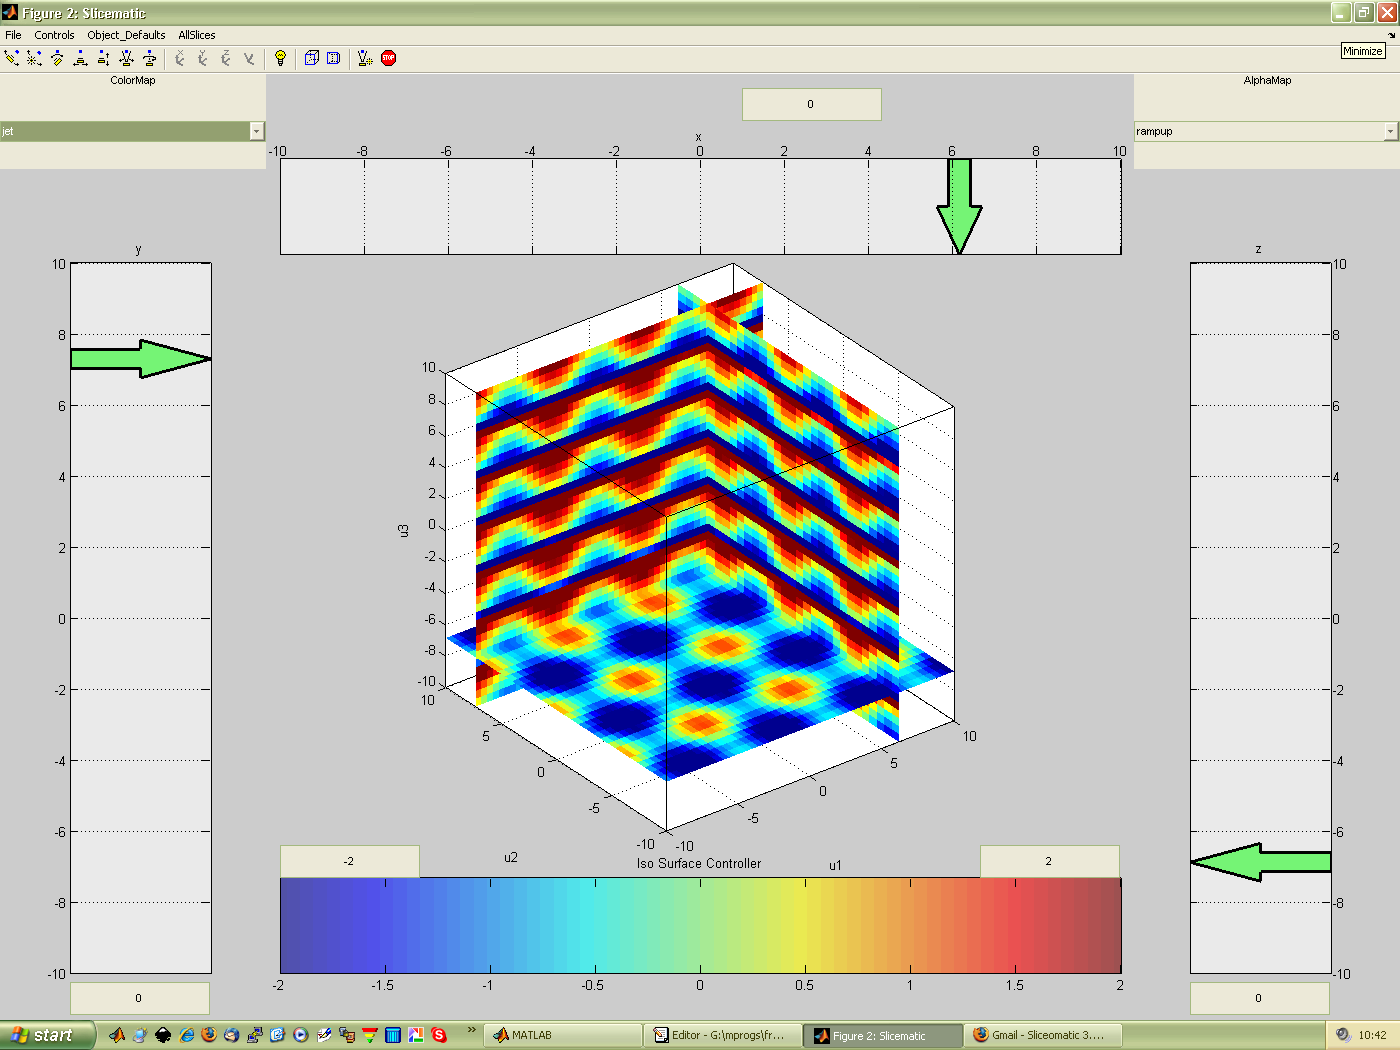 Figure 2: Slicematic
File Controls Object_Defaults AllSlices
Minimize
ColorMap
AlphaMap
jet
rampup
0
x
-10 -8 -6 -4 -2 0 2 4 6 8 10
y
10
8
6
4
2
0
-2
-4
-6
-8
-10
0
u3
10
8
6
4
2
0
-2
-4
-6
-8
-10
10
5
0
-5
-10
-10
-5
0
5
10
z
10
8
6
4
2
0
-2
-4
-6
-8
-10
0
-2
u2
Iso Surface Controller
u1
2
-2 -1.5 -1 -0.5 0 0.5 1 1.5 2
start
MATLAB
Editor - G:\mprogs\fr...
Figure 2: Slicematic
Gmail - Sliceomatic 3....
10:42